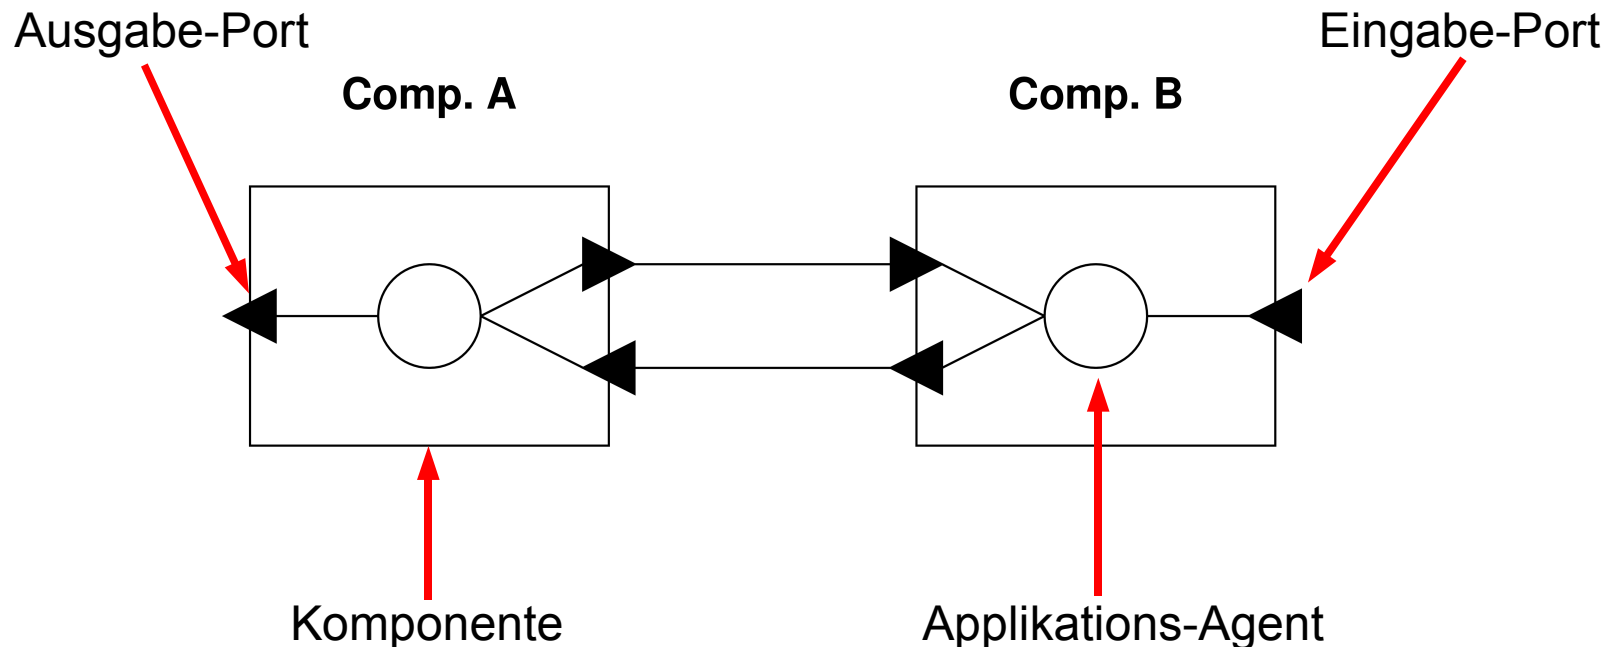 Ausgabe-Port
Eingabe-Port
Comp. A
Comp. B
Komponente
Applikations-Agent